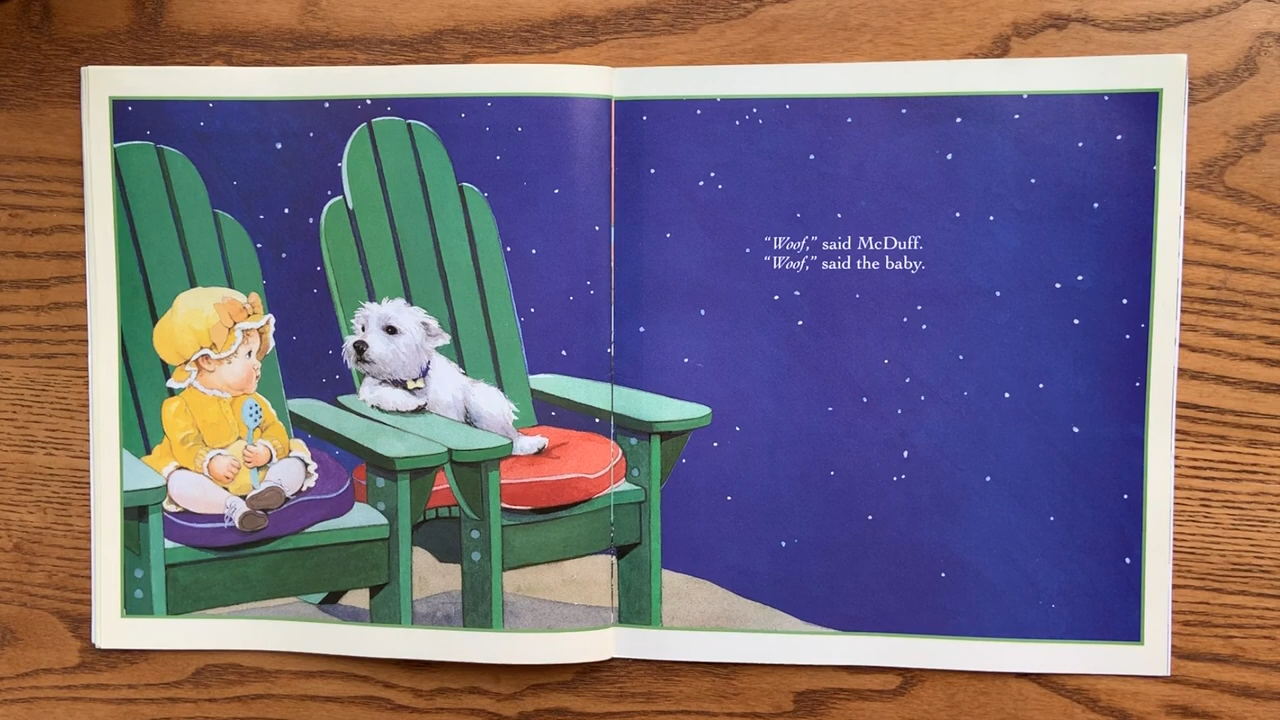 “Woof,” said McDuff.
“Woof,” said the baby.